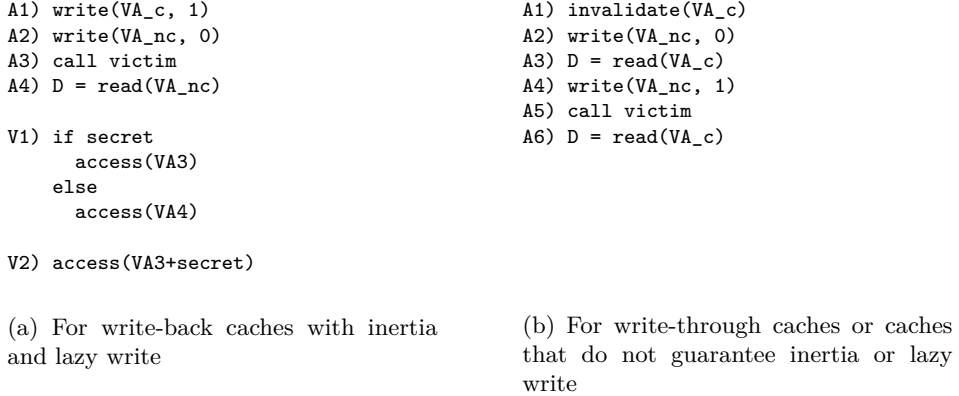 A1) write(VA_c, 1)
A2) write(VA_nc, 0)
A3) call victim
A4) D = read(VA_nc)
V1) if secret
access(VA3)
else
access(VA4)
V2) access(VA3+secret)
(a) For write-back caches with inertia
and lazy write
A1) invalidate(VA_c)
A2) write(VA_nc, 0)
A3) D = read(VA_c)
A4) write(VA_nc, 1)
A5) call victim
A6) D = read(VA_c)
(b) For write-through caches or caches
that do not guarantee inertia or lazy
write